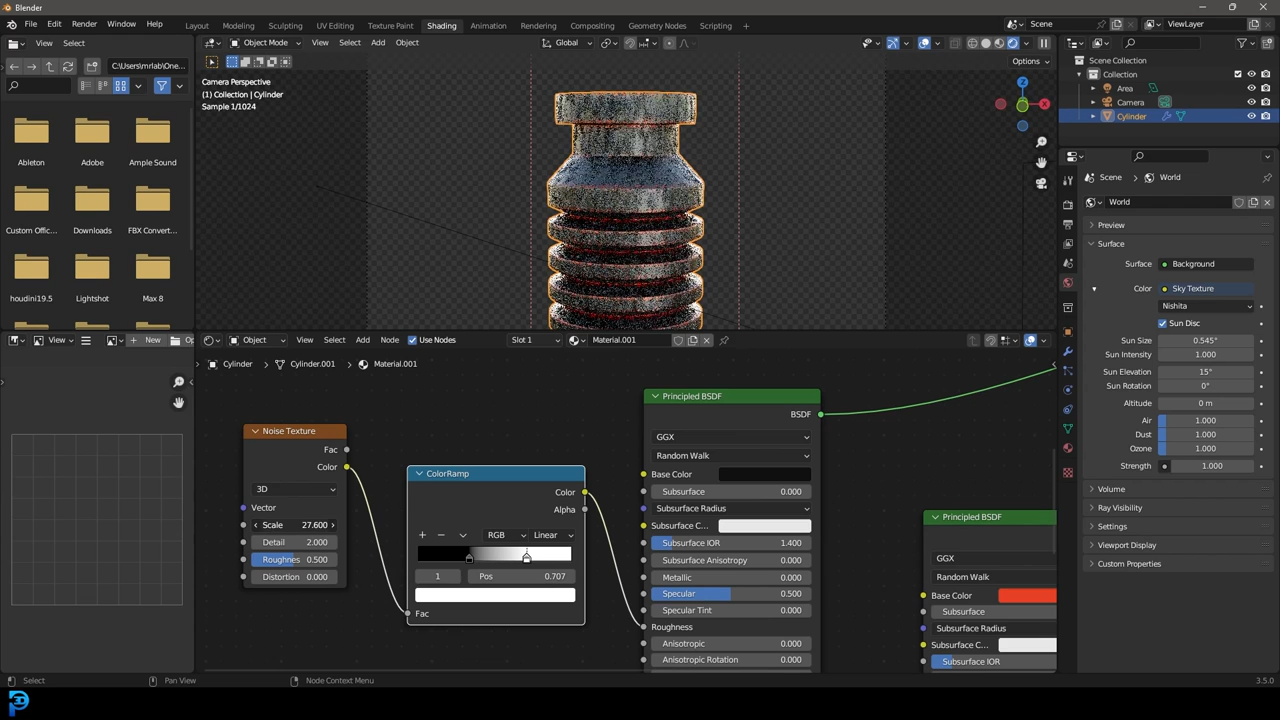 Blender
File Edit Render Window Help Layout Modeling Sculpting UV Editing Texture Paint Shading Animation Rendering Compositing Geometry Nodes Scripting + Scene ViewLayer
View Select
Object Mode View Select Add Object Global
C:\Users\mrlab\One...
Options
Camera Perspective
(1) Collection | Cylinder
Sample 1/1024
Z
X
Ableton Adobe Ample Sound
Custom Offic... Downloads FBX Convert...
houdini19.5 Lightshot Max 8
Scene Collection
Collection
Area
Camera
Cylinder
Scene > World
World
Preview
Surface
Surface Background
Color Sky Texture
Nishita
Sun Disc
Sun Size 0.545°
Sun Intensity 1.000
Sun Elevation 15°
Sun Rotation 0°
Altitude 0 m
Air 1.000
Dust 1.000
Ozone 1.000
Strength 1.000
Volume
Ray Visibility
Settings
Viewport Display
Custom Properties
View + New Op
Object View Select Add Node Use Nodes Slot 1 Material.001
Cylinder > Cylinder.001 > Material.001
Noise Texture
Fac
Color
3D
Vector
Scale 27.600
Detail 2.000
Roughnes 0.500
Distortion 0.000
ColorRamp
Color
Alpha
+ − RGB Linear
1 Pos 0.707
Fac
Principled BSDF
BSDF
GGX
Random Walk
Base Color
Subsurface 0.000
Subsurface Radius
Subsurface C...
Subsurface IOR 1.400
Subsurface Anisotropy 0.000
Metallic 0.000
Specular 0.500
Specular Tint 0.000
Roughness
Anisotropic 0.000
Anisotropic Rotation 0.000
Principled BSDF
GGX
Random Walk
Base Color
Subsurface
Subsurface Radius
Subsurface C...
Subsurface IOR
Select Pan View Node Context Menu 3.5.0